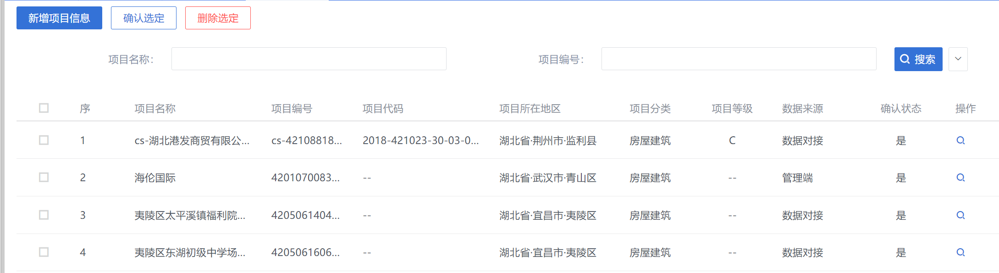 新增项目信息 确认选定 删除选定
项目名称： 项目编号： 搜索
序 项目名称 项目编号 项目代码 项目所在地区 项目分类 项目等级 数据来源 确认状态 操作
1 cs-湖北港发商贸有限公... cs-42108818... 2018-421023-30-03-0... 湖北省·荆州市·监利县 房屋建筑 C 数据对接 是
2 海伦国际 4201070083... -- 湖北省·武汉市·青山区 房屋建筑 -- 管理端 是
3 夷陵区太平溪镇福利院... 4205061404... -- 湖北省·宜昌市·夷陵区 房屋建筑 -- 数据对接 是
4 夷陵区东湖初级中学场... 4205061606... -- 湖北省·宜昌市·夷陵区 房屋建筑 -- 数据对接 是